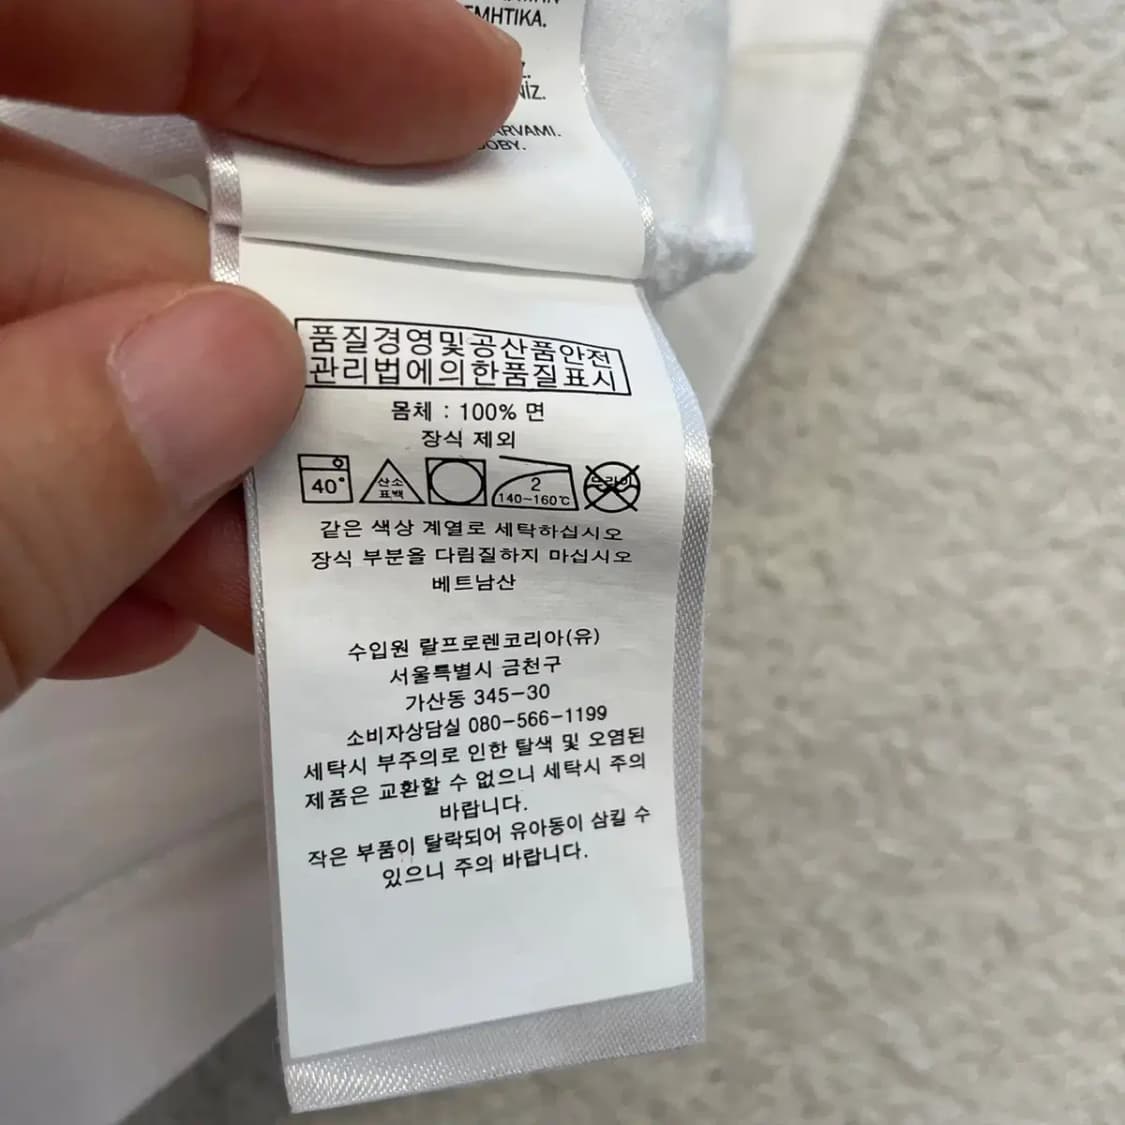 EMHTIKA.
NİZ.
ARVAMI.
품질경영및공산품안전
관리법에의한품질표시
몸체 : 100% 면
장식 제외
40°
산소
표백
2
140~160℃
드라이
같은 색상 계열로 세탁하십시오
장식 부분을 다림질하지 마십시오
베트남산
수입원 랄프로렌코리아(유)
서울특별시 금천구
가산동 345-30
소비자상담실 080-566-1199
세탁시 부주의로 인한 탈색 및 오염된
제품은 교환할 수 없으니 세탁시 주의
바랍니다.
작은 부품이 탈락되어 유아동이 삼킬 수
있으니 주의 바랍니다.